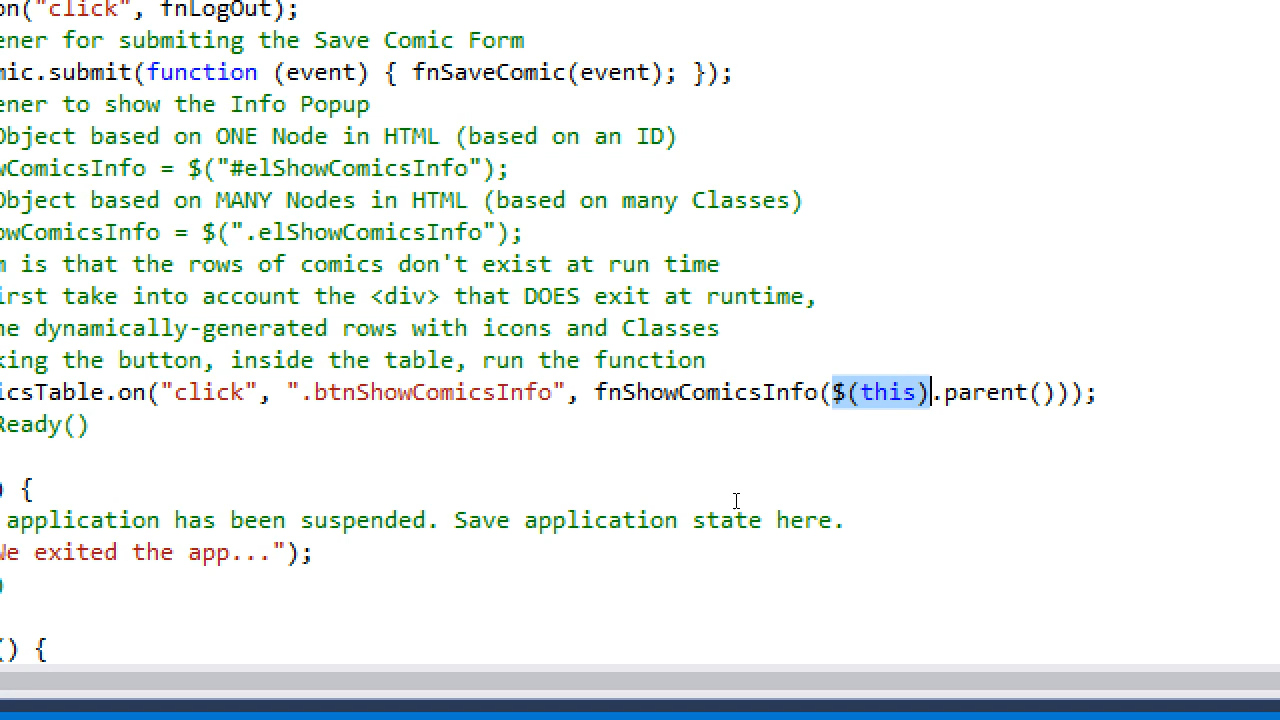 on("click", fnLogOut);
ener for submiting the Save Comic Form
mic.submit(function (event) { fnSaveComic(event); });
ener to show the Info Popup
Object based on ONE Node in HTML (based on an ID)
wComicsInfo = $("#elShowComicsInfo");
Object based on MANY Nodes in HTML (based on many Classes)
owComicsInfo = $(".elShowComicsInfo");
m is that the rows of comics don't exist at run time
irst take into account the <div> that DOES exit at runtime,
ne dynamically-generated rows with icons and Classes
king the button, inside the table, run the function
icsTable.on("click", ".btnShowComicsInfo", fnShowComicsInfo($(this).parent()));
Ready()
) {
application has been suspended. Save application state here.
We exited the app...");
)
() {